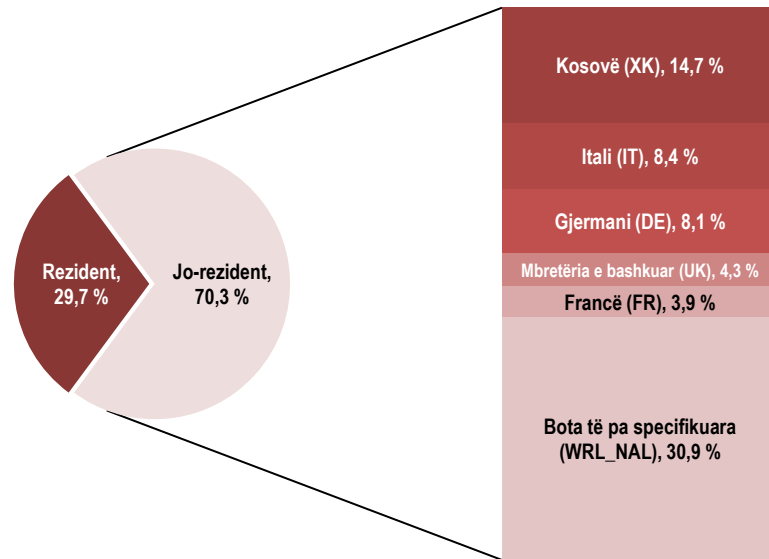 Kosovë (XK), 14,7 %
Itali (IT), 8,4 %
Gjermani (DE), 8,1 %
Mbretëria e bashkuar (UK), 4,3 %
Francë (FR), 3,9 %
Bota të pa specifikuara
(WRL_NAL), 30,9 %
Rezident,
29,7 %
Jo-rezident,
70,3 %